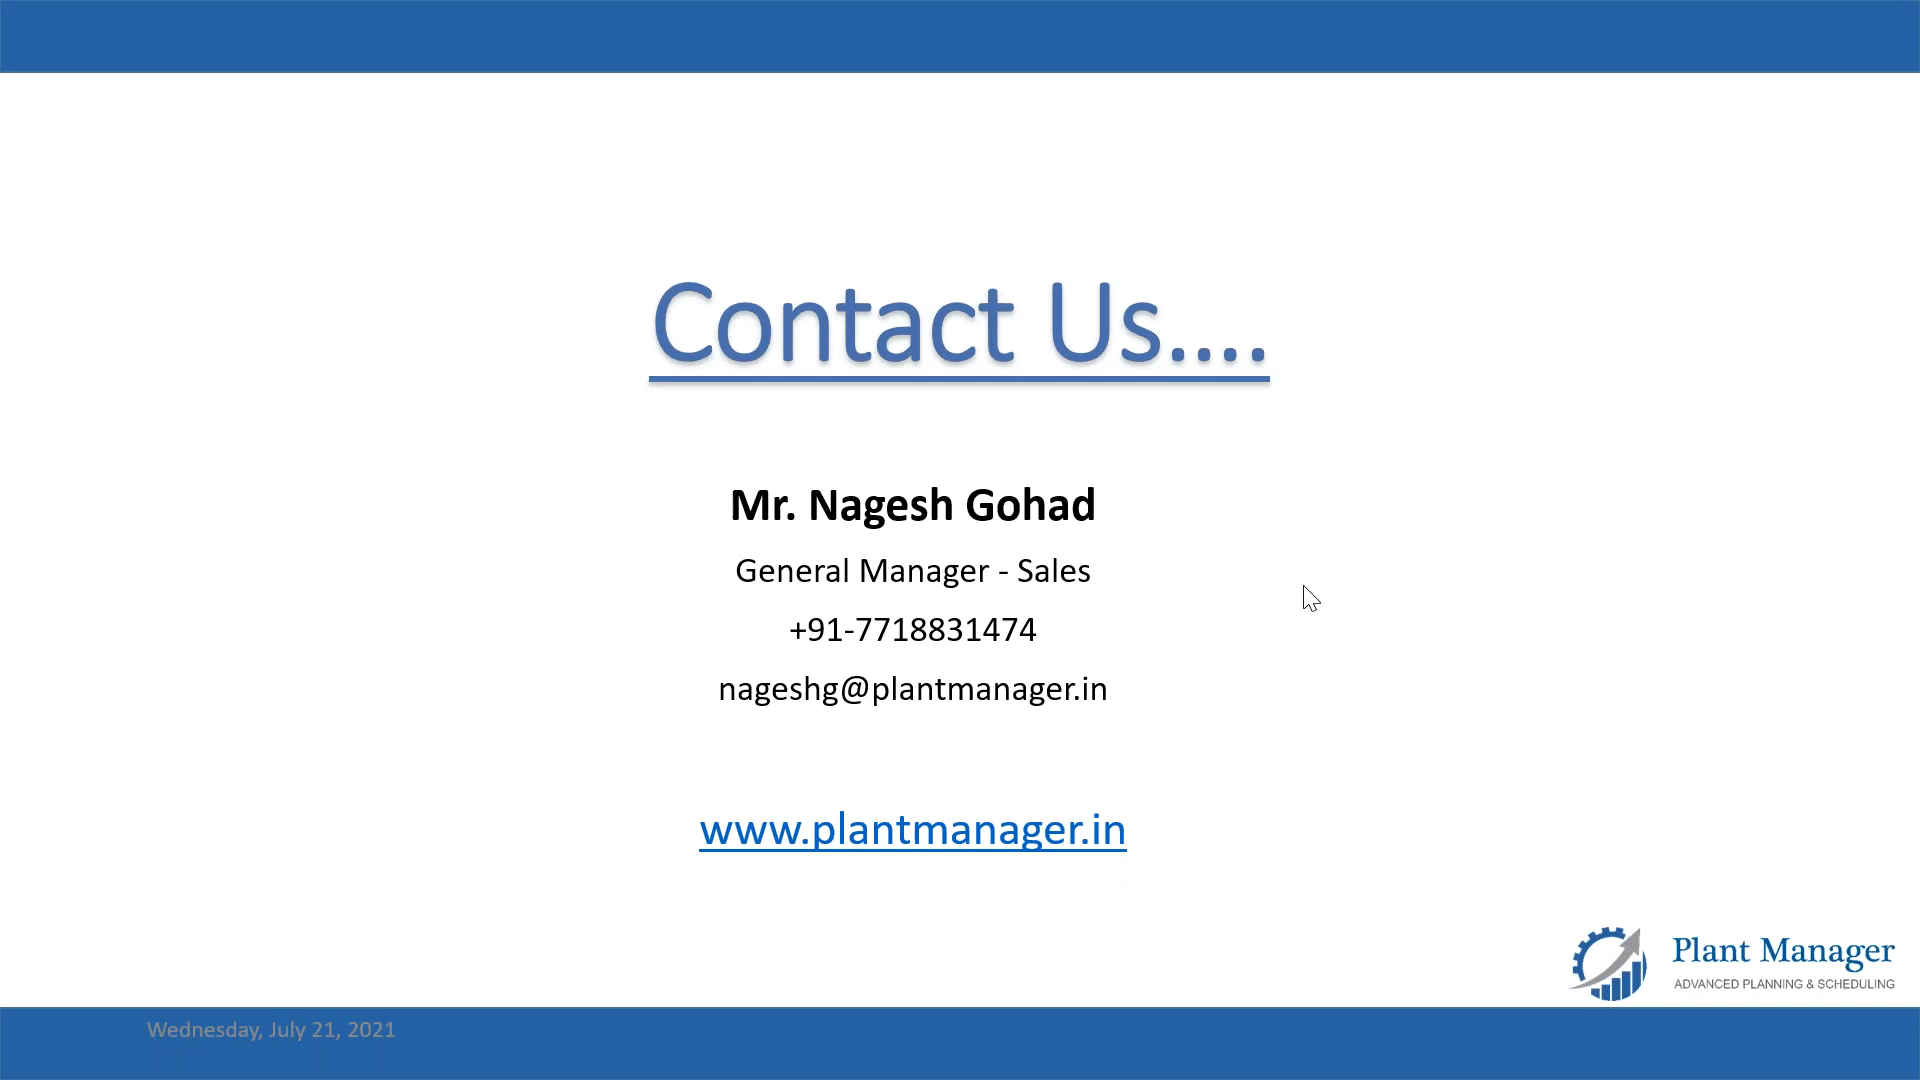 Contact Us....
Mr. Nagesh Gohad
General Manager - Sales
+91-7718831474
nageshg@plantmanager.in
www.plantmanager.in
Plant Manager
ADVANCED PLANNING & SCHEDULING
Wednesday, July 21, 2021